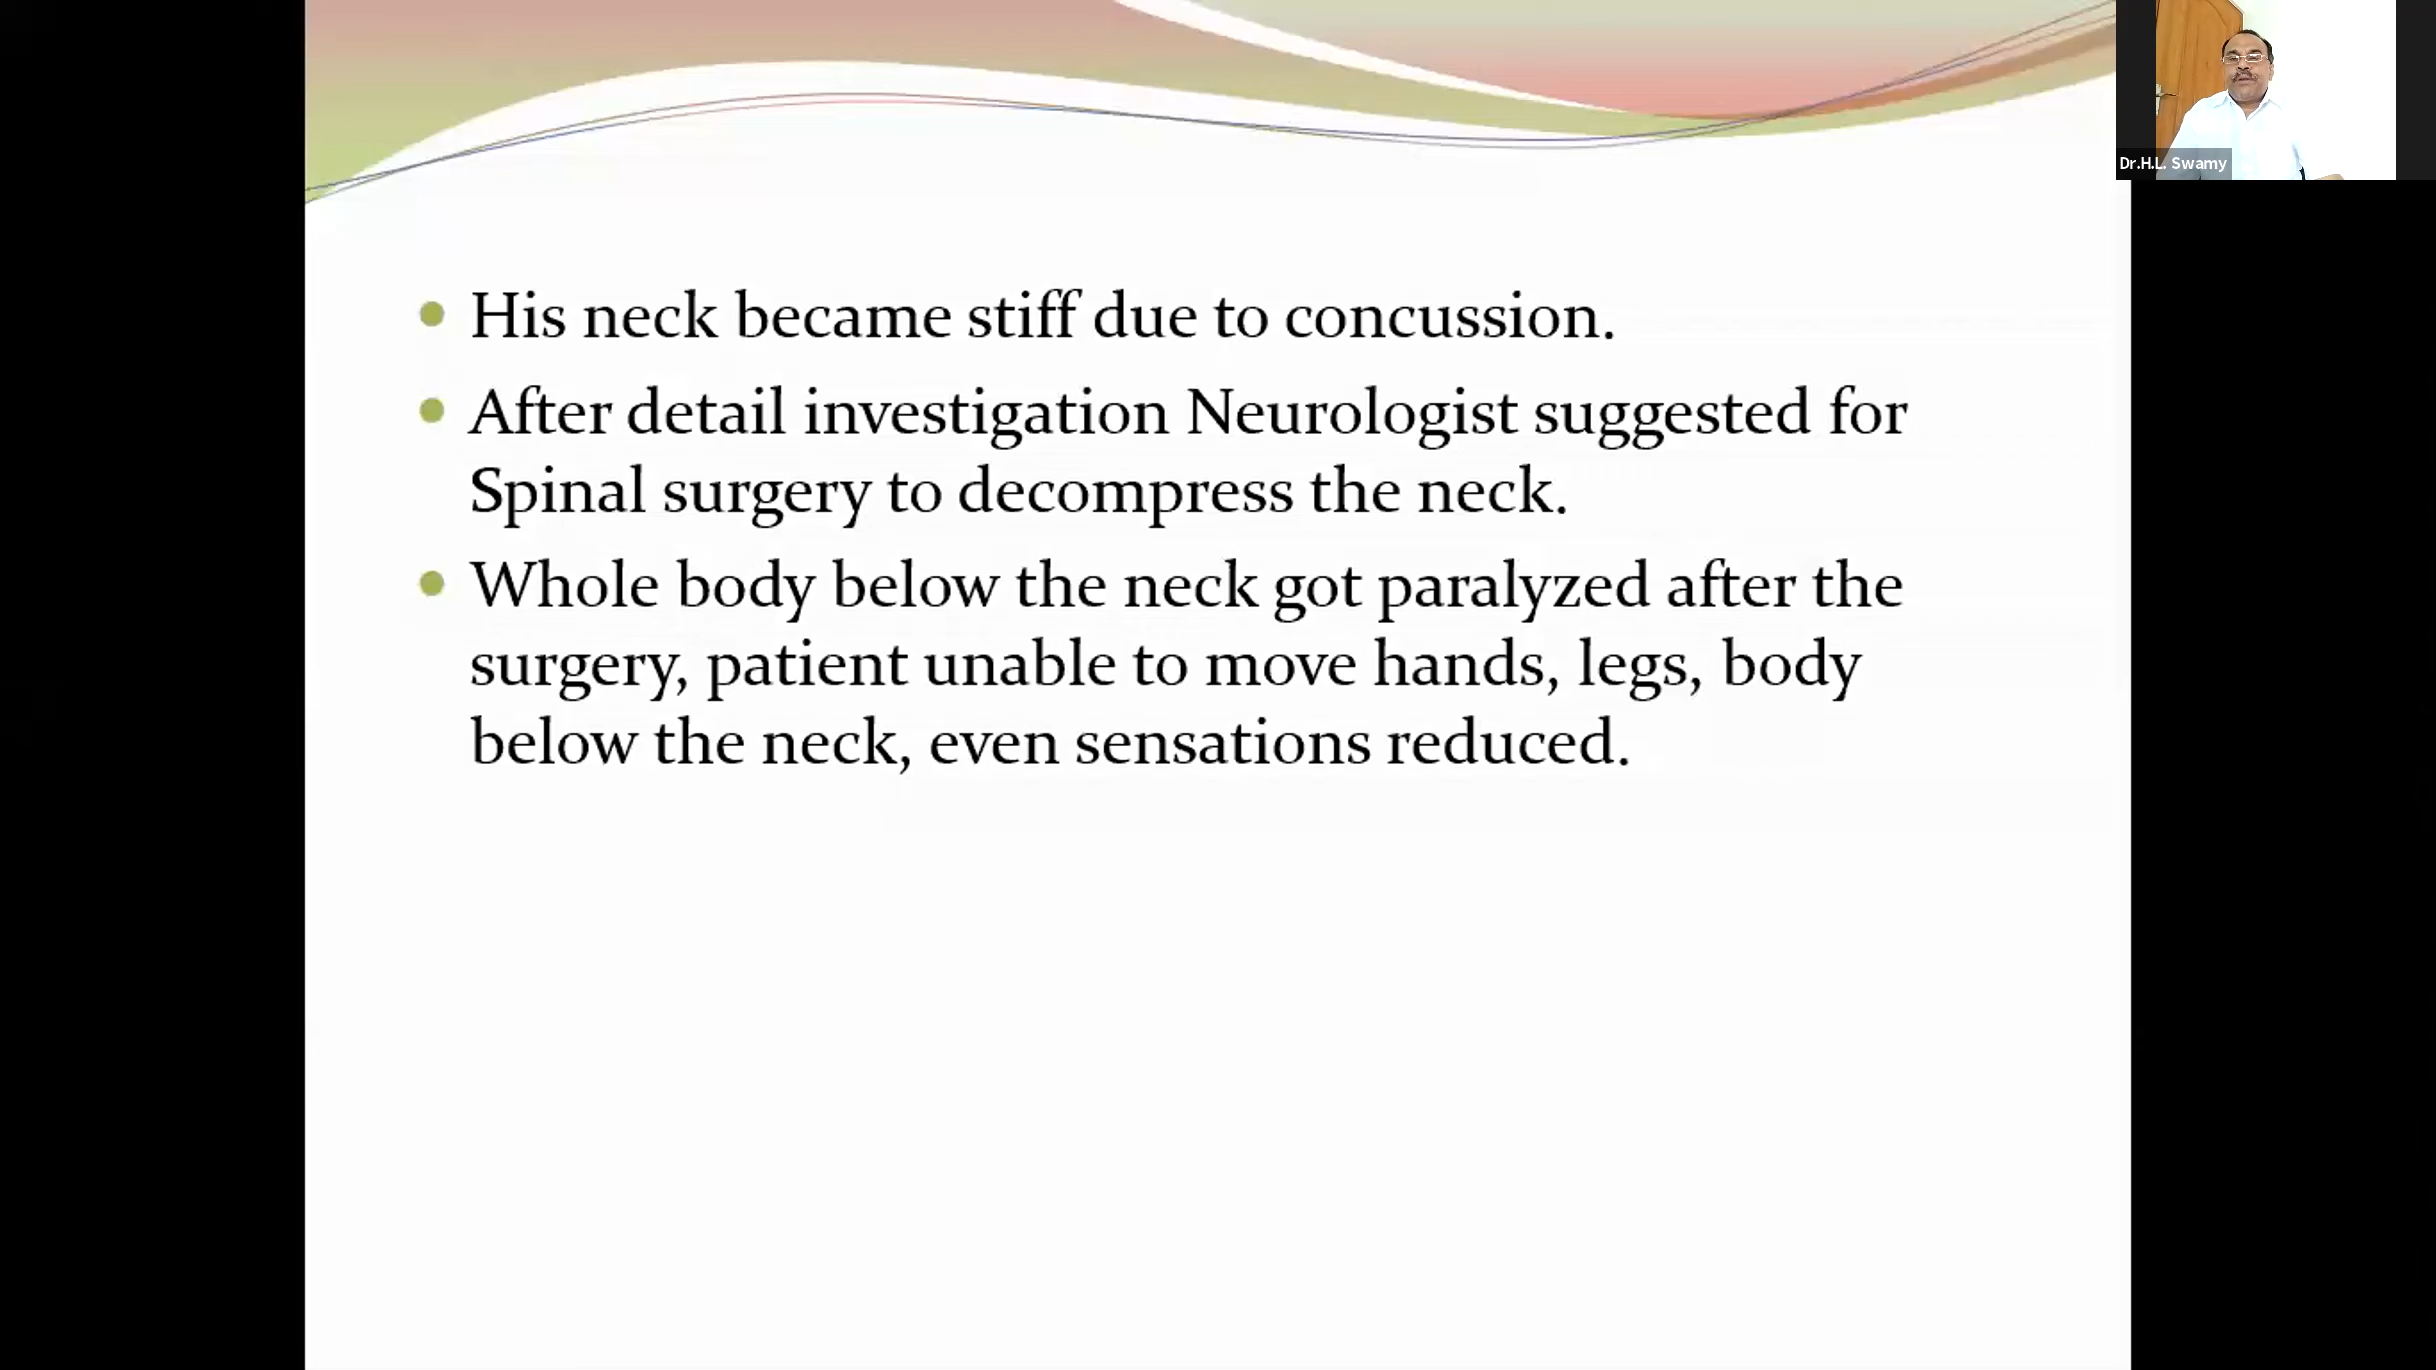 Dr.H.L. Swamy
His neck became stiff due to concussion.
After detail investigation Neurologist suggested for
Spinal surgery to decompress the neck.
Whole body below the neck got paralyzed after the
surgery, patient unable to move hands, legs, body
below the neck, even sensations reduced.